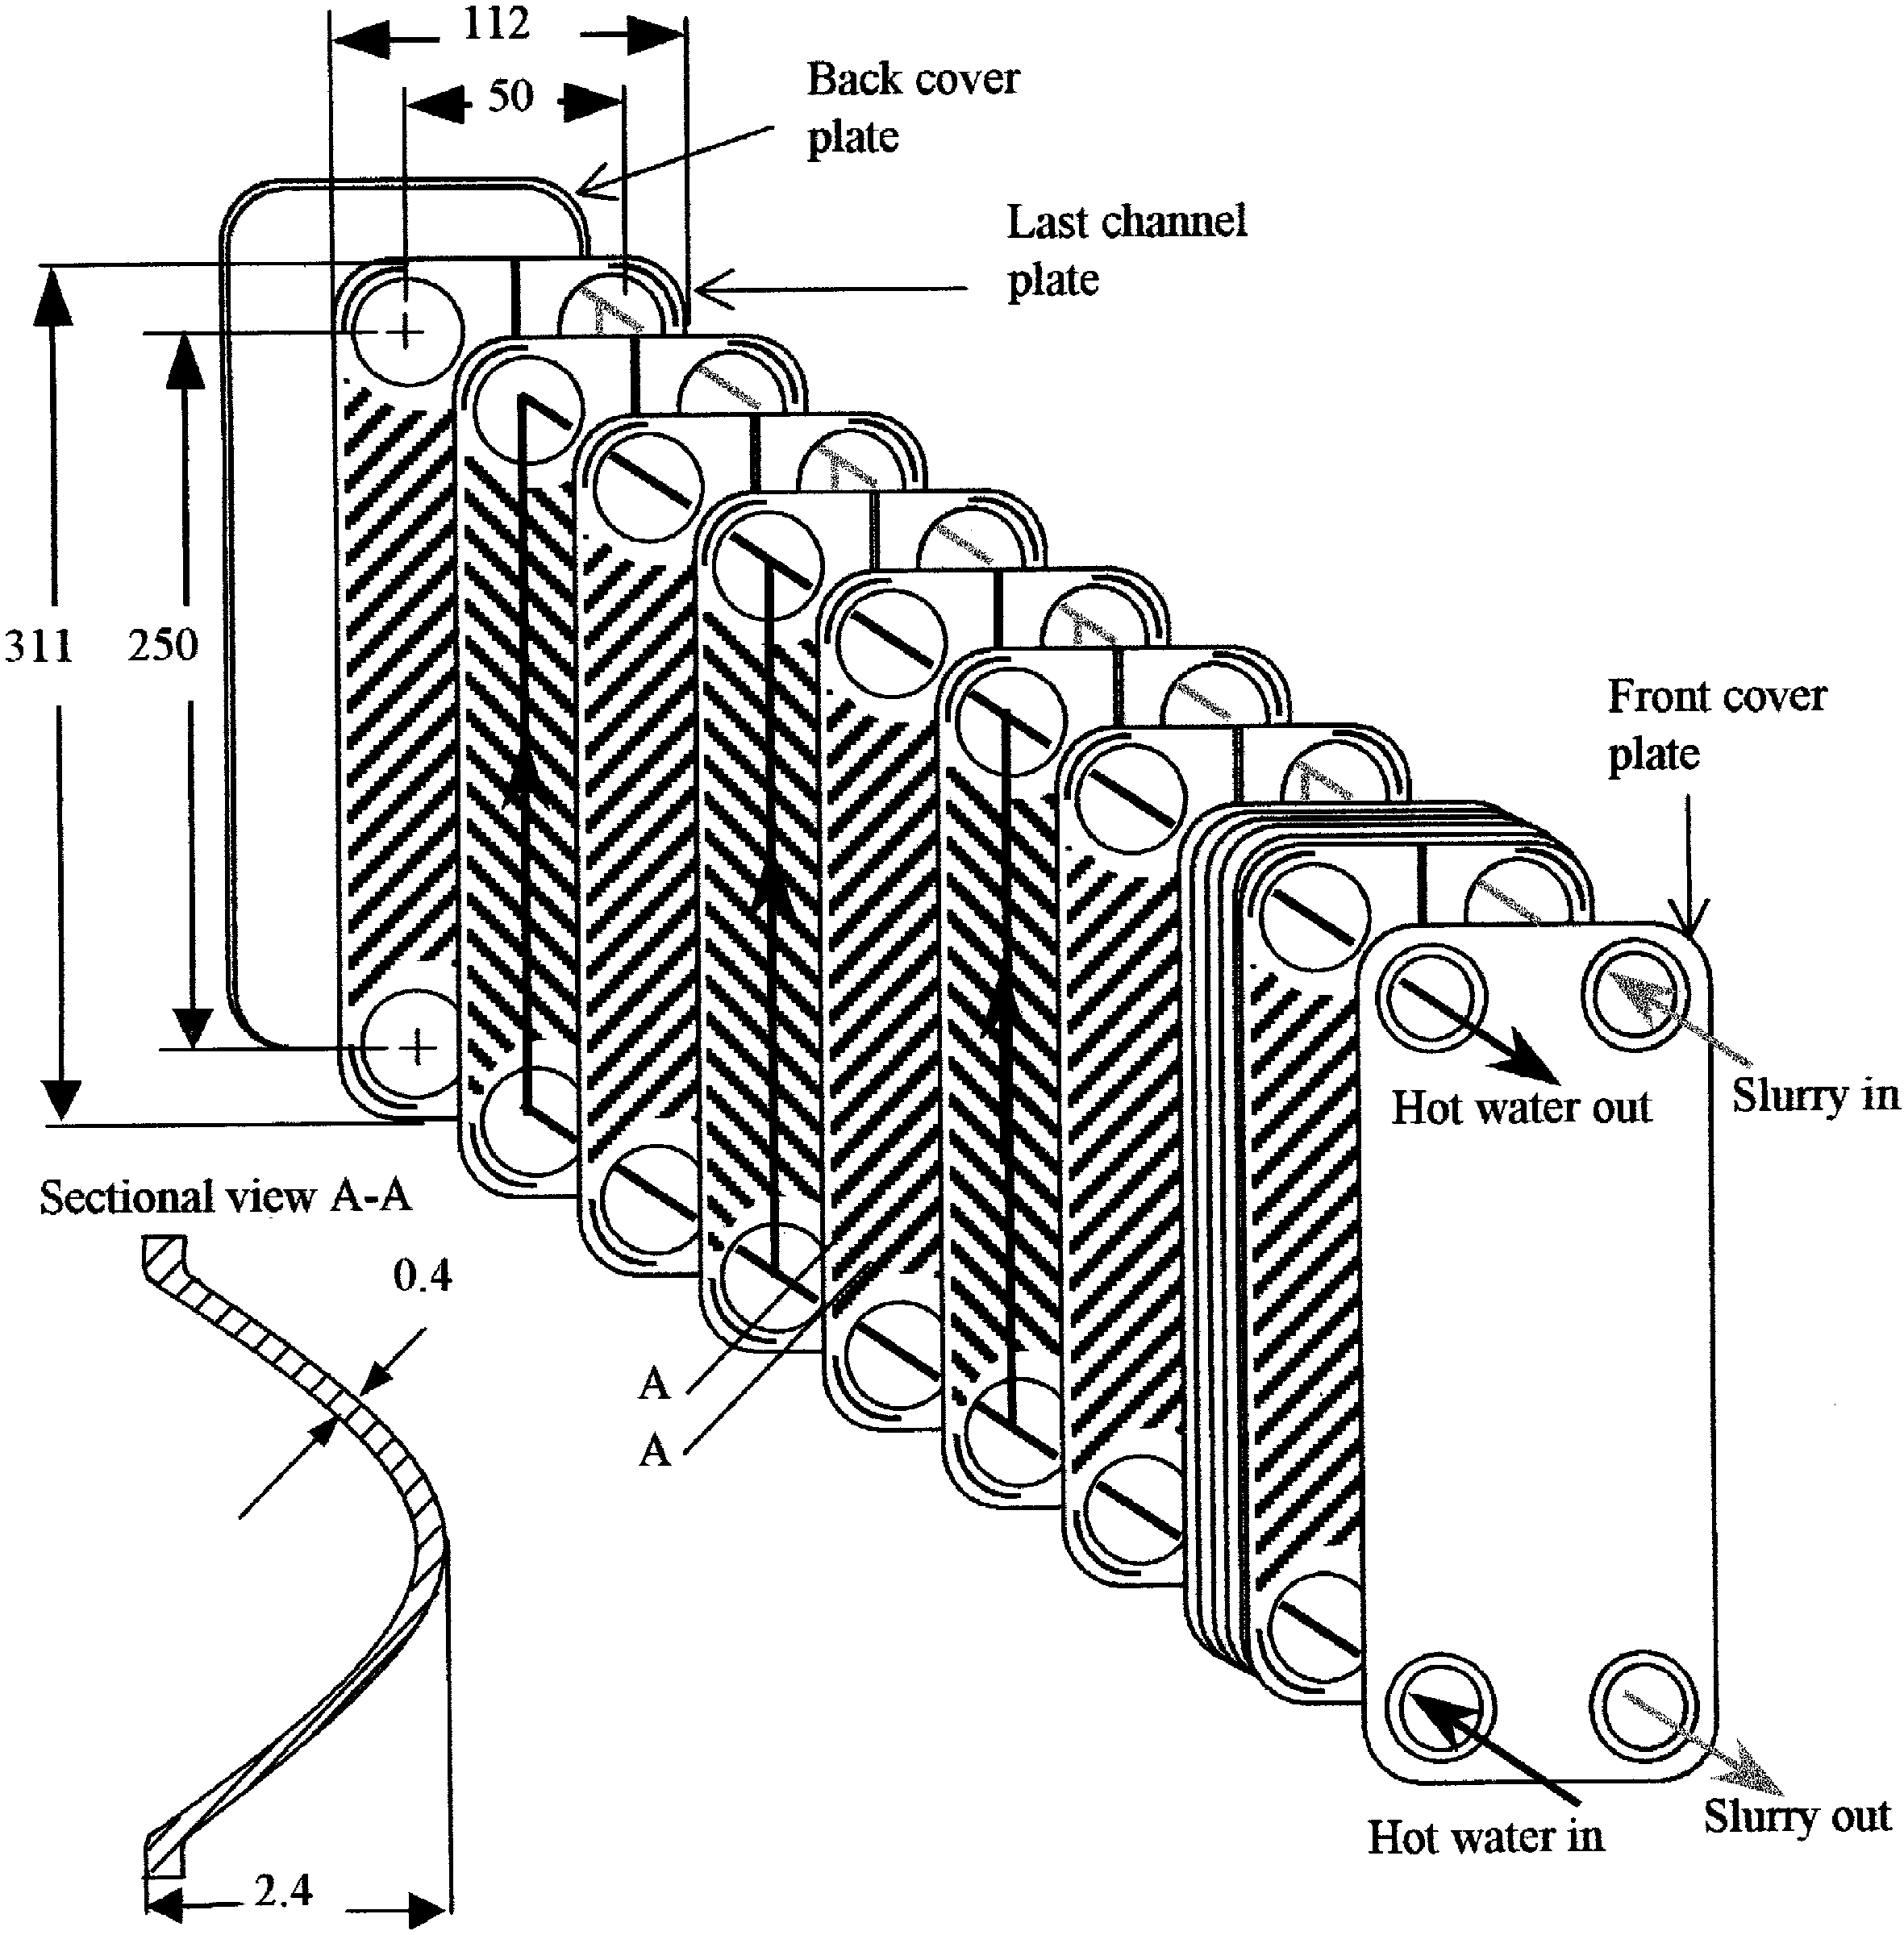 112
50
Back cover
plate
Last channel
plate
311
250
Front cover
plate
Hot water out
Slurry in
Sectional view A-A
0.4
A
A
Hot water in
Slurry out
2.4